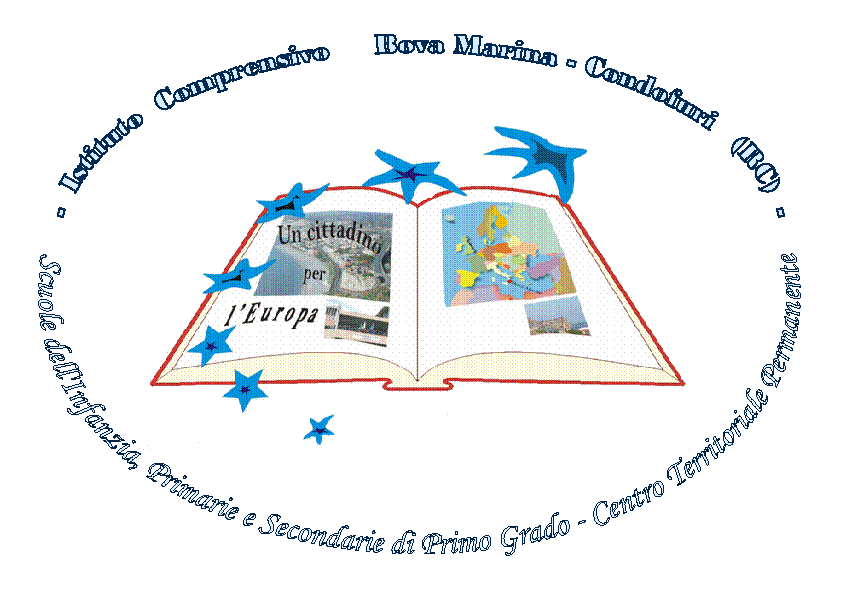 - Istituto Comprensivo Bova Marina - Condofuri (RC) -
Un cittadino
per
l'Europa
Scuole dell'Infanzia, Primarie e Secondarie di Primo Grado - Centro Territoriale Permanente